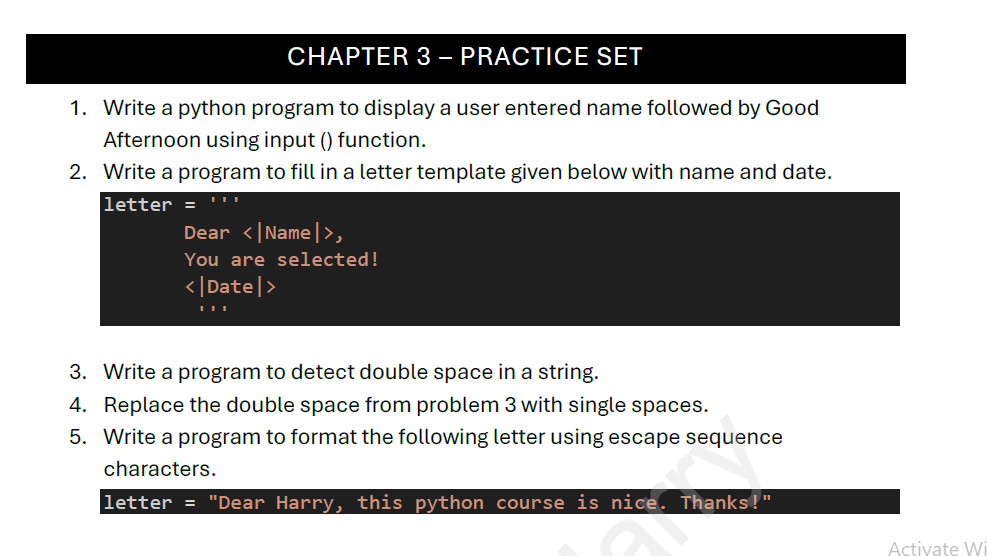 CHAPTER 3 – PRACTICE SET
1. Write a python program to display a user entered name followed by Good
Afternoon using input () function.
2. Write a program to fill in a letter template given below with name and date.
letter = '''
Dear <|Name|>,
You are selected!
<|Date|>
'''
3. Write a program to detect double space in a string.
4. Replace the double space from problem 3 with single spaces.
5. Write a program to format the following letter using escape sequence
characters.
letter = "Dear Harry, this python course is nice. Thanks!"
arry
Activate Wi